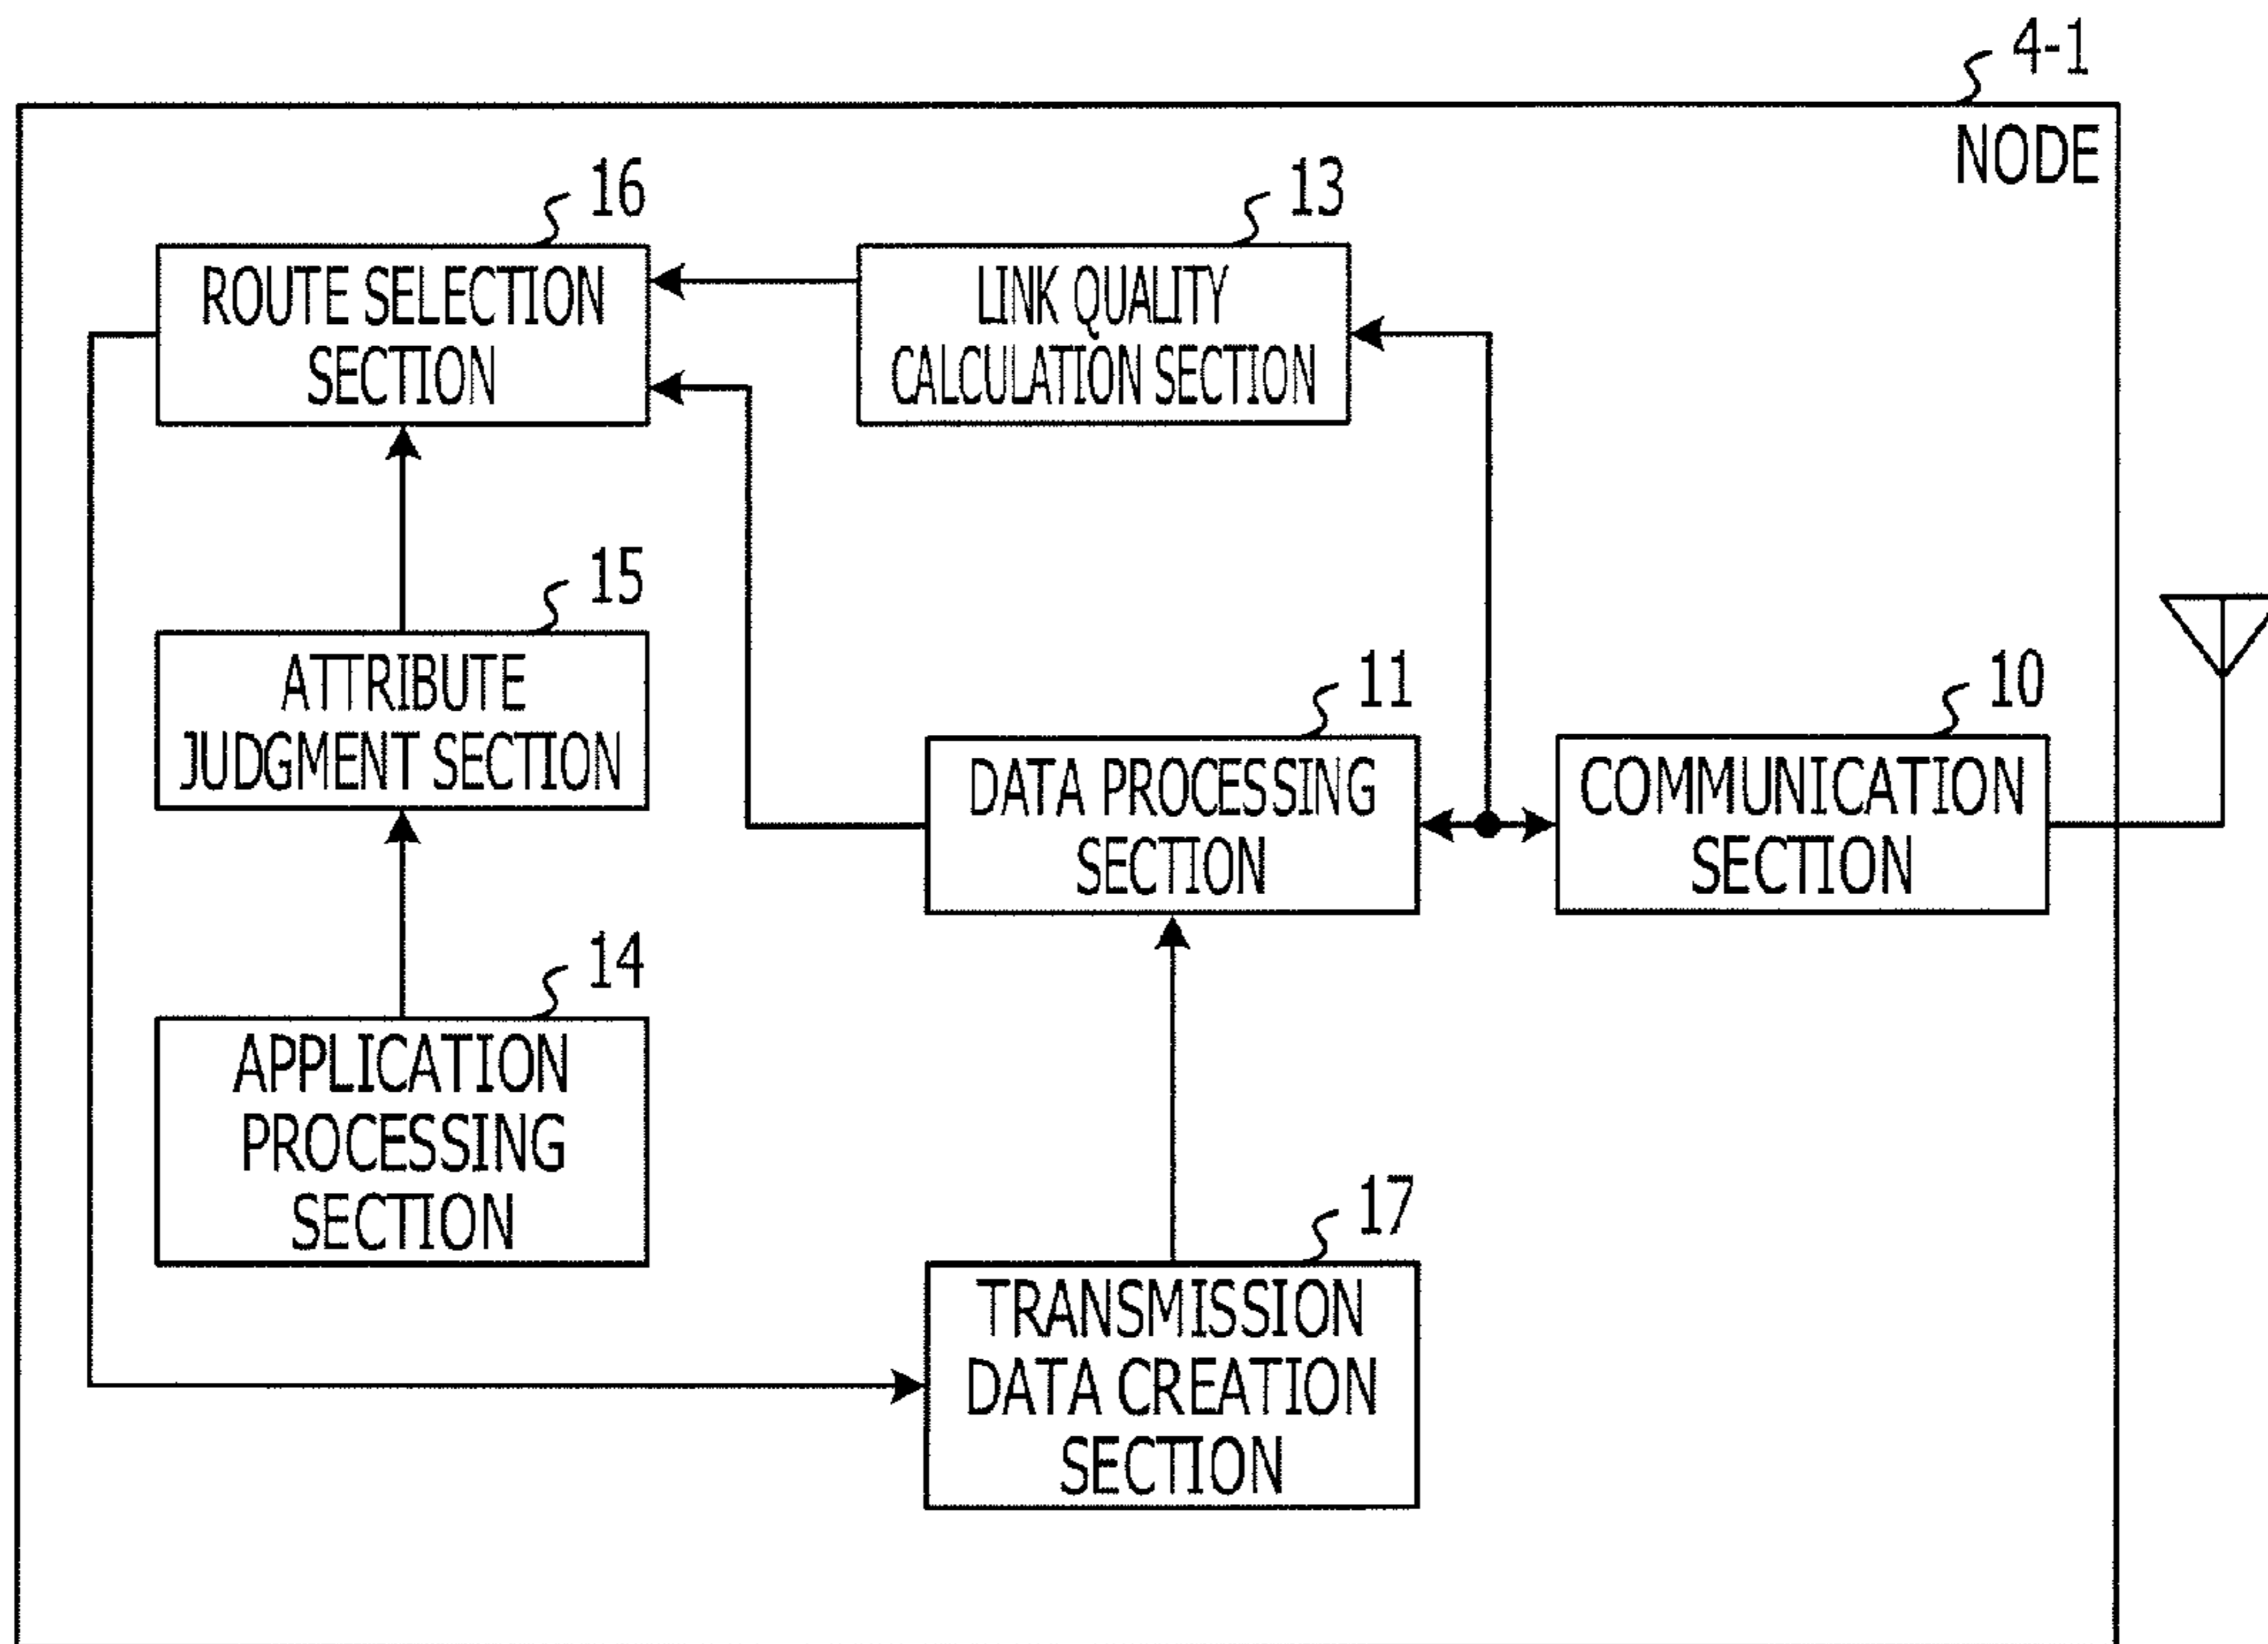 4-1
NODE
16
ROUTE SELECTION
SECTION
13
LINK QUALITY
CALCULATION SECTION
15
ATTRIBUTE
JUDGMENT SECTION
11
DATA PROCESSING
SECTION
10
COMMUNICATION
SECTION
14
APPLICATION
PROCESSING
SECTION
17
TRANSMISSION
DATA CREATION
SECTION